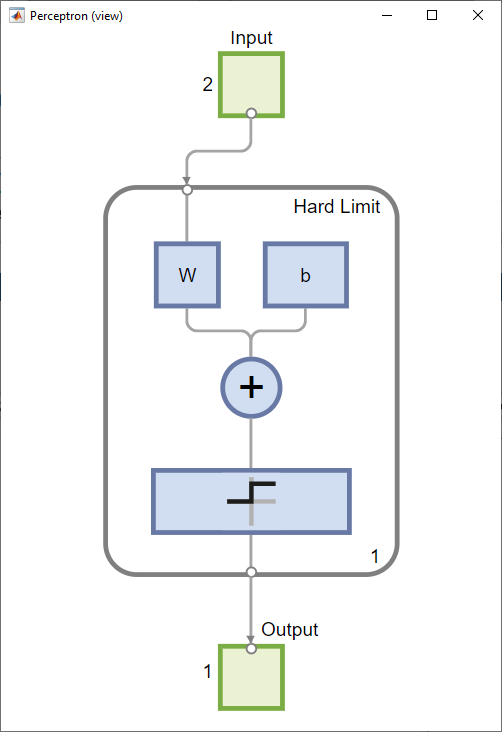 Perceptron (view)
Input
2
Hard Limit
W
b
+
1
Output
1